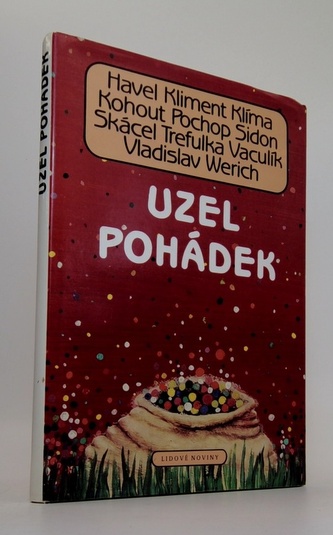 UZEL POHÁDEK
Havel Kliment Klíma
Kohout Pochop Sidon
Skácel Trefulka Vaculík
Vladislav Werich
UZEL
POHÁDEK
LIDOVÉ NOVINY